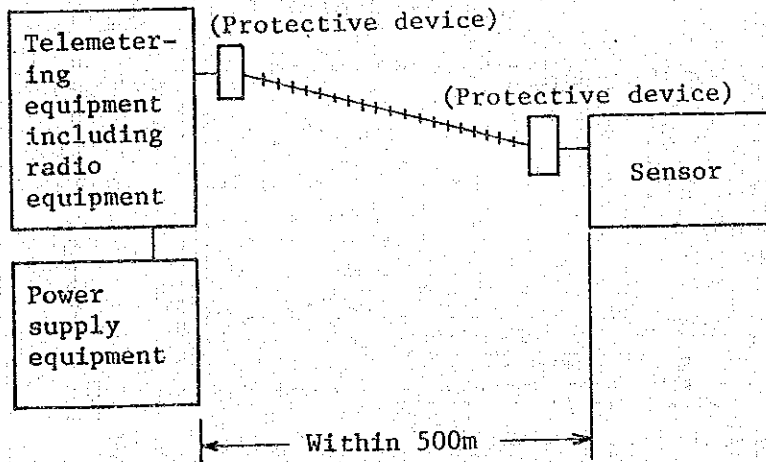 (Protective device)
Telemeter-
ing
equipment
including
radio
equipment
(Protective device)
Sensor
Power
supply
equipment
Within 500m